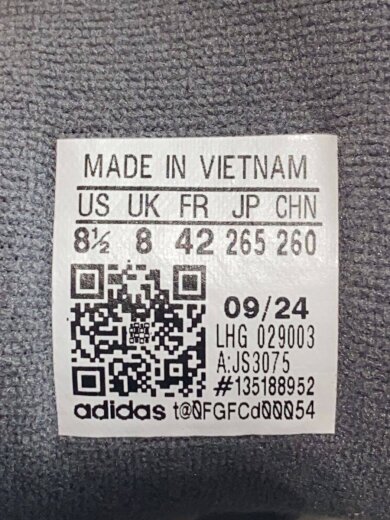 MADE IN VIETNAM
US UK FR JP CHN
8½ 8 42 265 260
09/24
LHG 029003
A:JS3075
#135188952
adidas t@0FGFCd00054